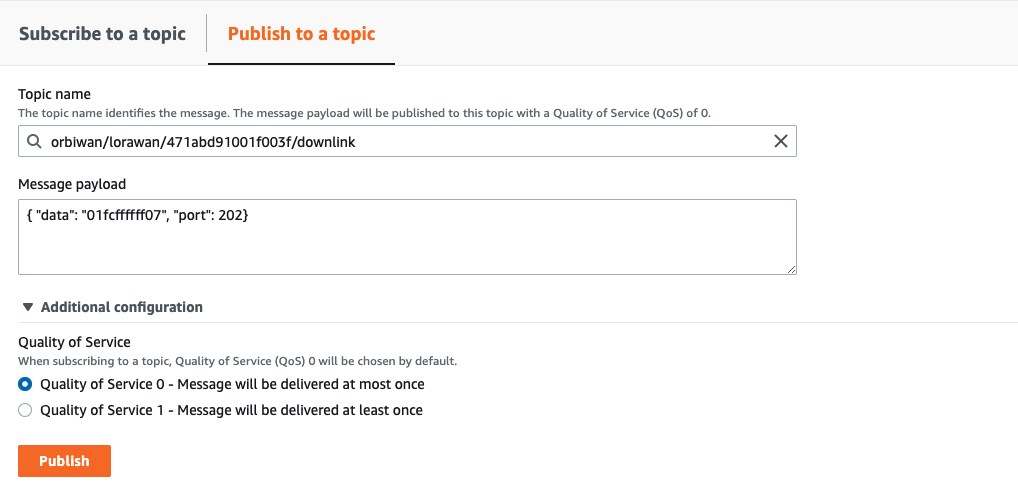 Subscribe to a topic
Publish to a topic
Topic name
The topic name identifies the message. The message payload will be published to this topic with a Quality of Service (QoS) of 0.
orbiwan/lorawan/471abd91001f003f/downlink
Message payload
{ "data": "01fcffffff07", "port": 202}
Additional configuration
Quality of Service
When subscribing to a topic, Quality of Service (QoS) 0 will be chosen by default.
Quality of Service 0 - Message will be delivered at most once
Quality of Service 1 - Message will be delivered at least once
Publish